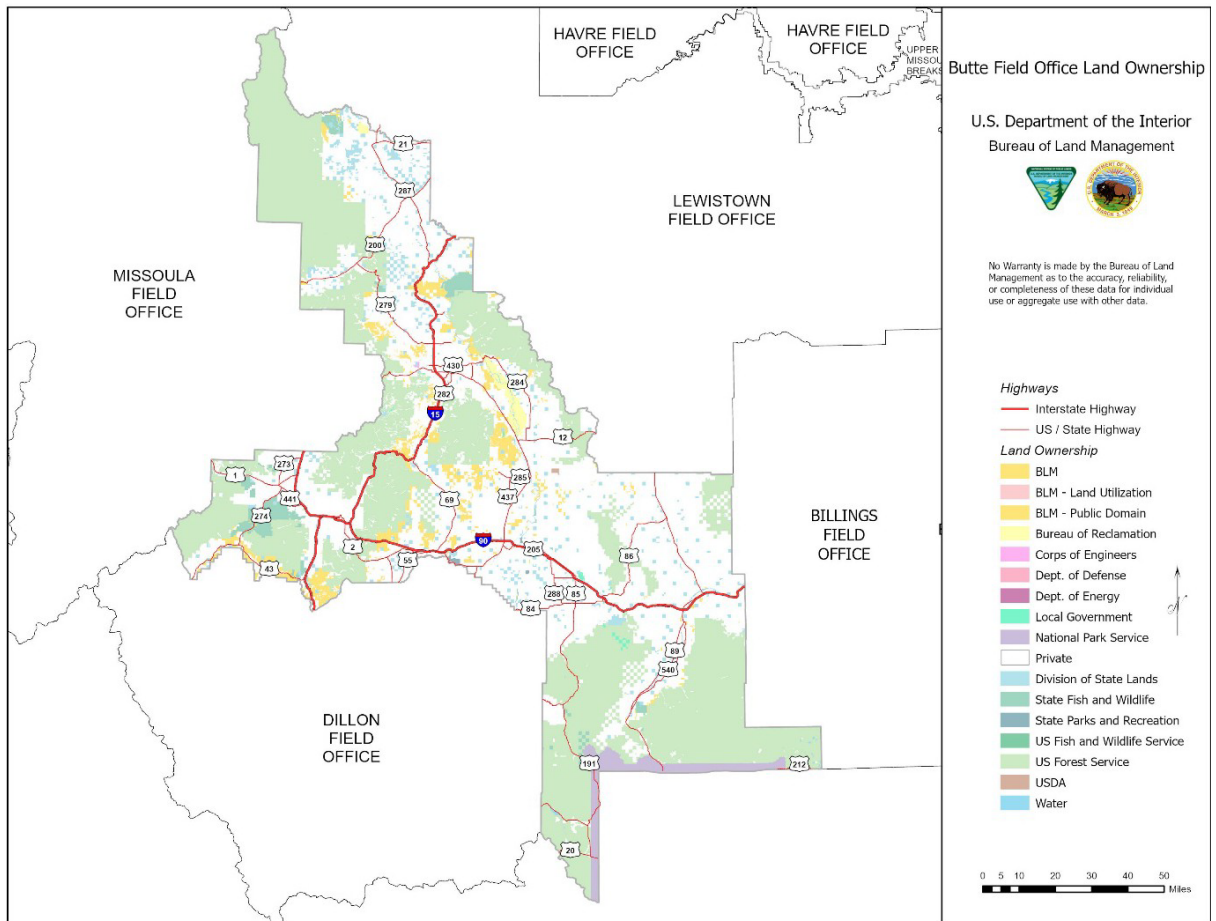 HAVRE FIELD
OFFICE
HAVRE FIELD
OFFICE
UPPER
MISSOU
BREAKS
LEWISTOWN
FIELD OFFICE
MISSOULA
FIELD
OFFICE
BILLINGS
FIELD
OFFICE
DILLON
FIELD
OFFICE
21
287
200
279
430
284
282
15
12
1
273
441
274
285
437
69
90
2
205
86
55
43
288
85
84
89
540
191
212
20
Butte Field Office Land Ownership
U.S. Department of the Interior
Bureau of Land Management
No Warranty is made by the Bureau of Land
Management as to the accuracy, reliability,
or completeness of these data for individual
use or aggregate use with other data.
Highways
Interstate Highway
US / State Highway
Land Ownership
BLM
BLM - Land Utilization
BLM - Public Domain
Bureau of Reclamation
Corps of Engineers
Dept. of Defense
Dept. of Energy
Local Government
National Park Service
Private
Division of State Lands
State Fish and Wildlife
State Parks and Recreation
US Fish and Wildlife Service
US Forest Service
USDA
Water
0 5 10 20 30 40 50
Miles